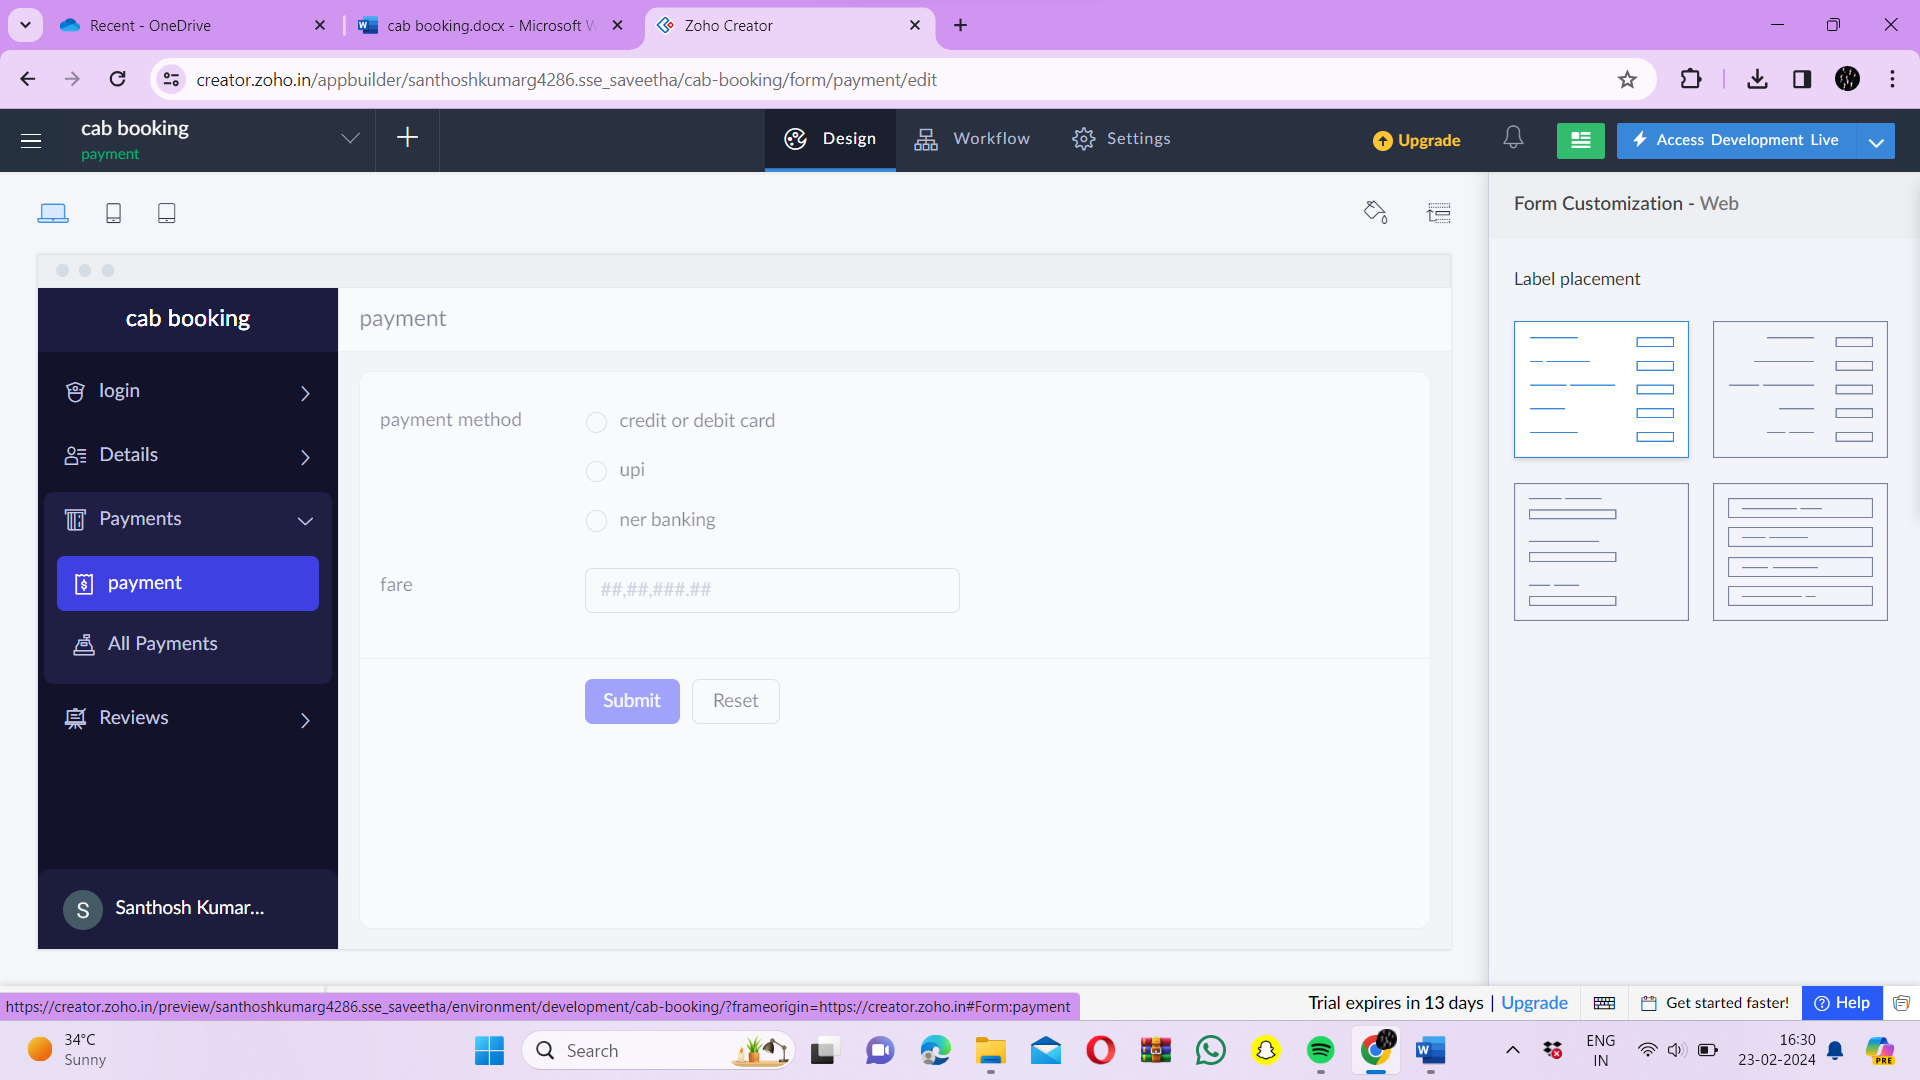 Recent - OneDrive
cab booking.docx - Microsoft W
Zoho Creator
creator.zoho.in/appbuilder/santhoshkumarg4286.sse_saveetha/cab-booking/form/payment/edit
cab booking
payment
Design
Workflow
Settings
Upgrade
Access Development Live
Form Customization - Web
Label placement
cab booking
payment
login
Details
Payments
payment
All Payments
Reviews
payment method
credit or debit card
upi
ner banking
fare
##,##,###.##
Submit
Reset
S
Santhosh Kumar...
https://creator.zoho.in/preview/santhoshkumarg4286.sse_saveetha/environment/development/cab-booking/?frameorigin=https://creator.zoho.in#Form:payment
Trial expires in 13 days | Upgrade
Get started faster!
Help
34°C
Sunny
Search
ENG
IN
16:30
23-02-2024
PRE